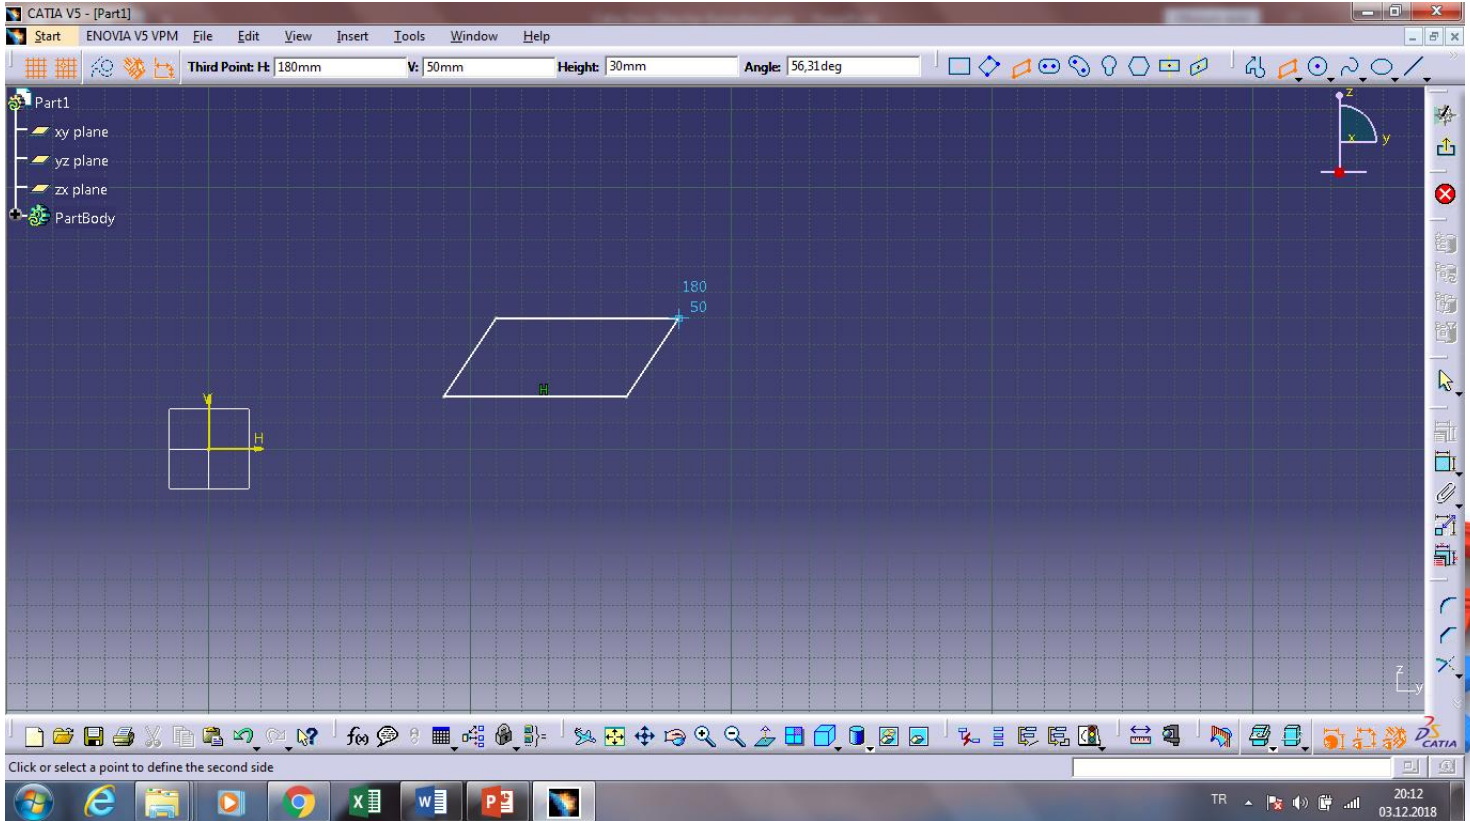 CATIA V5 - [Part1]
Start ENOVIA V5 VPM File Edit View Insert Tools Window Help
Third Point: H: 180mm V: 50mm Height: 30mm Angle: 56,31deg
Part1
xy plane
yz plane
zx plane
PartBody
z
x
y
180
50
H
V
H
z
y
f(x)
CATIA
Click or select a point to define the second side
TR
20:12
03.12.2018